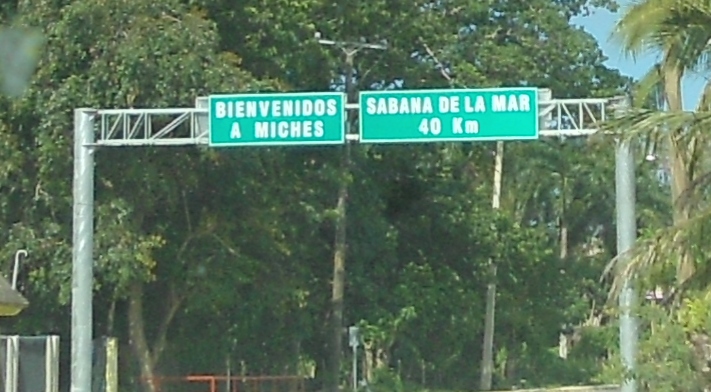 BIENVENIDOS
A MICHES
SABANA DE LA MAR
40 Km